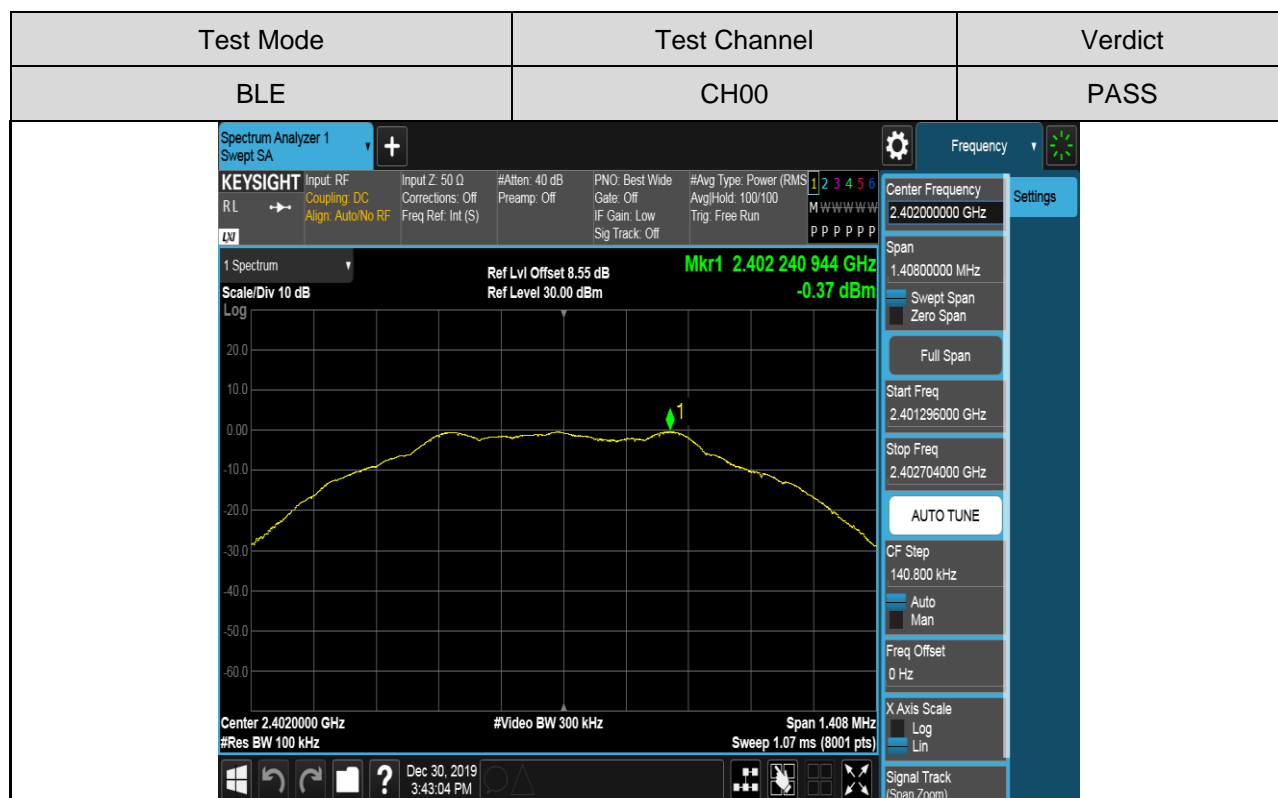 Test Mode Test Channel Verdict
BLE CH00 PASS
Spectrum Analyzer 1
Swept SA
+
Frequency
KEYSIGHT Input: RF Input Z: 50 Ω #Atten: 40 dB PNO: Best Wide #Avg Type: Power (RMS 1 2 3 4 5 6
Coupling: DC Corrections: Off Preamp: Off Gate: Off Avg|Hold: 100/100
RL Align: Auto/No RF Freq Ref: Int (S) IF Gain: Low Trig: Free Run M W W W W W
LXI Sig Track: Off P P P P P P
1 Spectrum
Ref Lvl Offset 8.55 dB Mkr1 2.402 240 944 GHz
Scale/Div 10 dB Ref Level 30.00 dBm -0.37 dBm
Log
20.0
10.0
0.00
-10.0
-20.0
-30.0
-40.0
-50.0
-60.0
1
Center 2.4020000 GHz #Video BW 300 kHz Span 1.408 MHz
#Res BW 100 kHz Sweep 1.07 ms (8001 pts)
? Dec 30, 2019
3:43:04 PM
Center Frequency
2.402000000 GHz
Settings
Span
1.40800000 MHz
Swept Span
Zero Span
Full Span
Start Freq
2.401296000 GHz
Stop Freq
2.402704000 GHz
AUTO TUNE
CF Step
140.800 kHz
Auto
Man
Freq Offset
0 Hz
X Axis Scale
Log
Lin
Signal Track
(Span Zoom)